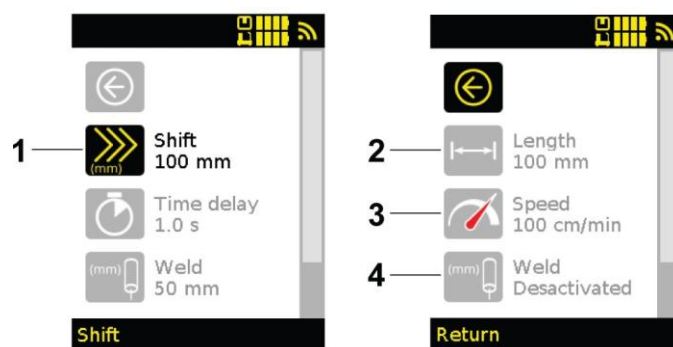 1
(mm)
Shift
100 mm
Time delay
1.0 s
(mm)
Weld
50 mm
Shift
2
Length
100 mm
3
Speed
100 cm/min
4
(mm)
Weld
Desactivated
Return